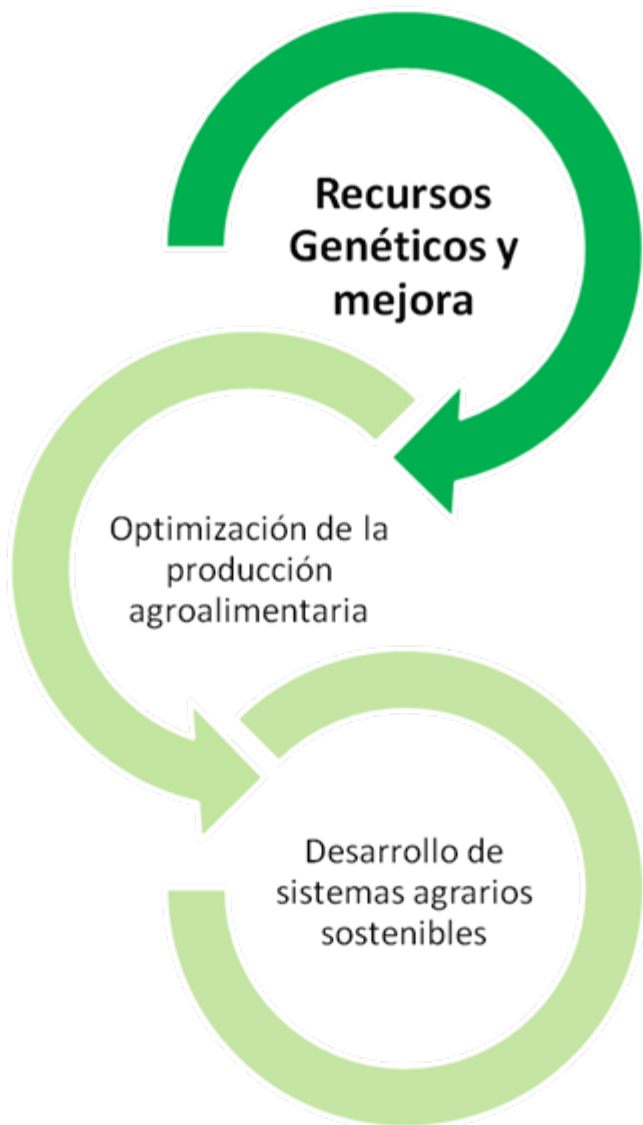 Recursos
Genéticos y
mejora
Optimización de la
producción
agroalimentaria
Desarrollo de
sistemas agrarios
sostenibles